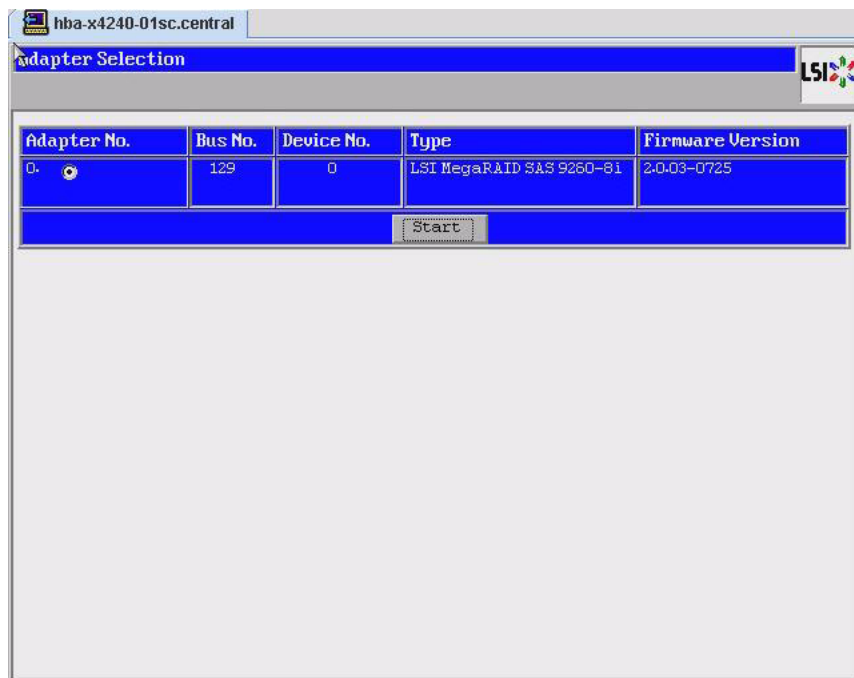 hba-x4240-01sc.central
Adapter Selection
LSI
Adapter No. Bus No. Device No. Type Firmware Version
0. 129 0 LSI MegaRAID SAS 9260-8i 2.0.03-0725
Start